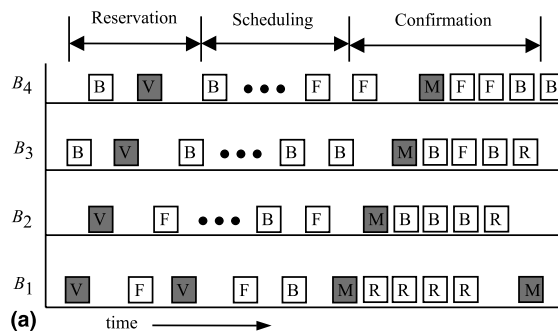 Reservation Scheduling Confirmation
B4 B V B ••• F F M F F B B
B3 B V B ••• B B M B F B R
B2 V F ••• B F M B B B R
B1 V F V F B M R R R R M
(a) time